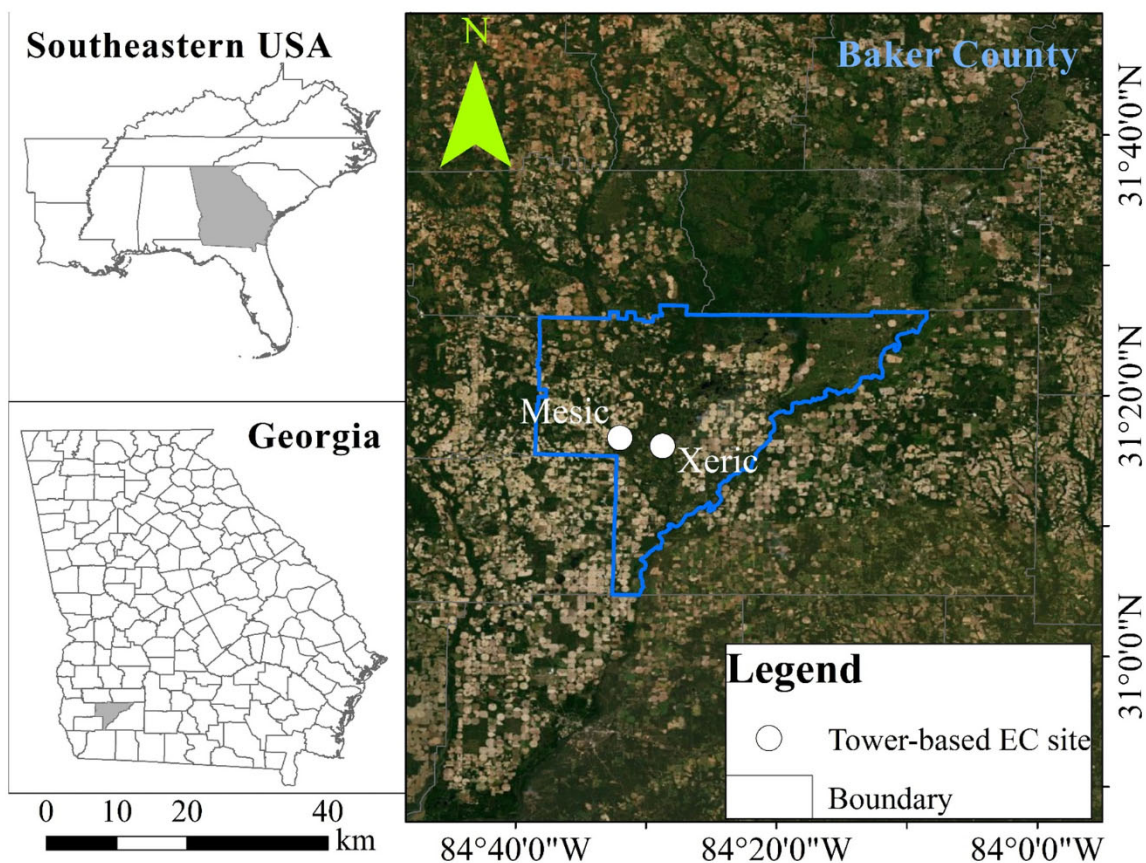 Southeastern USA
N
Baker County
31°40'0"N
31°20'0"N
Mesic
Xeric
Georgia
31°0'0"N
Legend
Tower-based EC site
Boundary
0 10 20 40
km
84°40'0"W 84°20'0"W 84°0'0"W